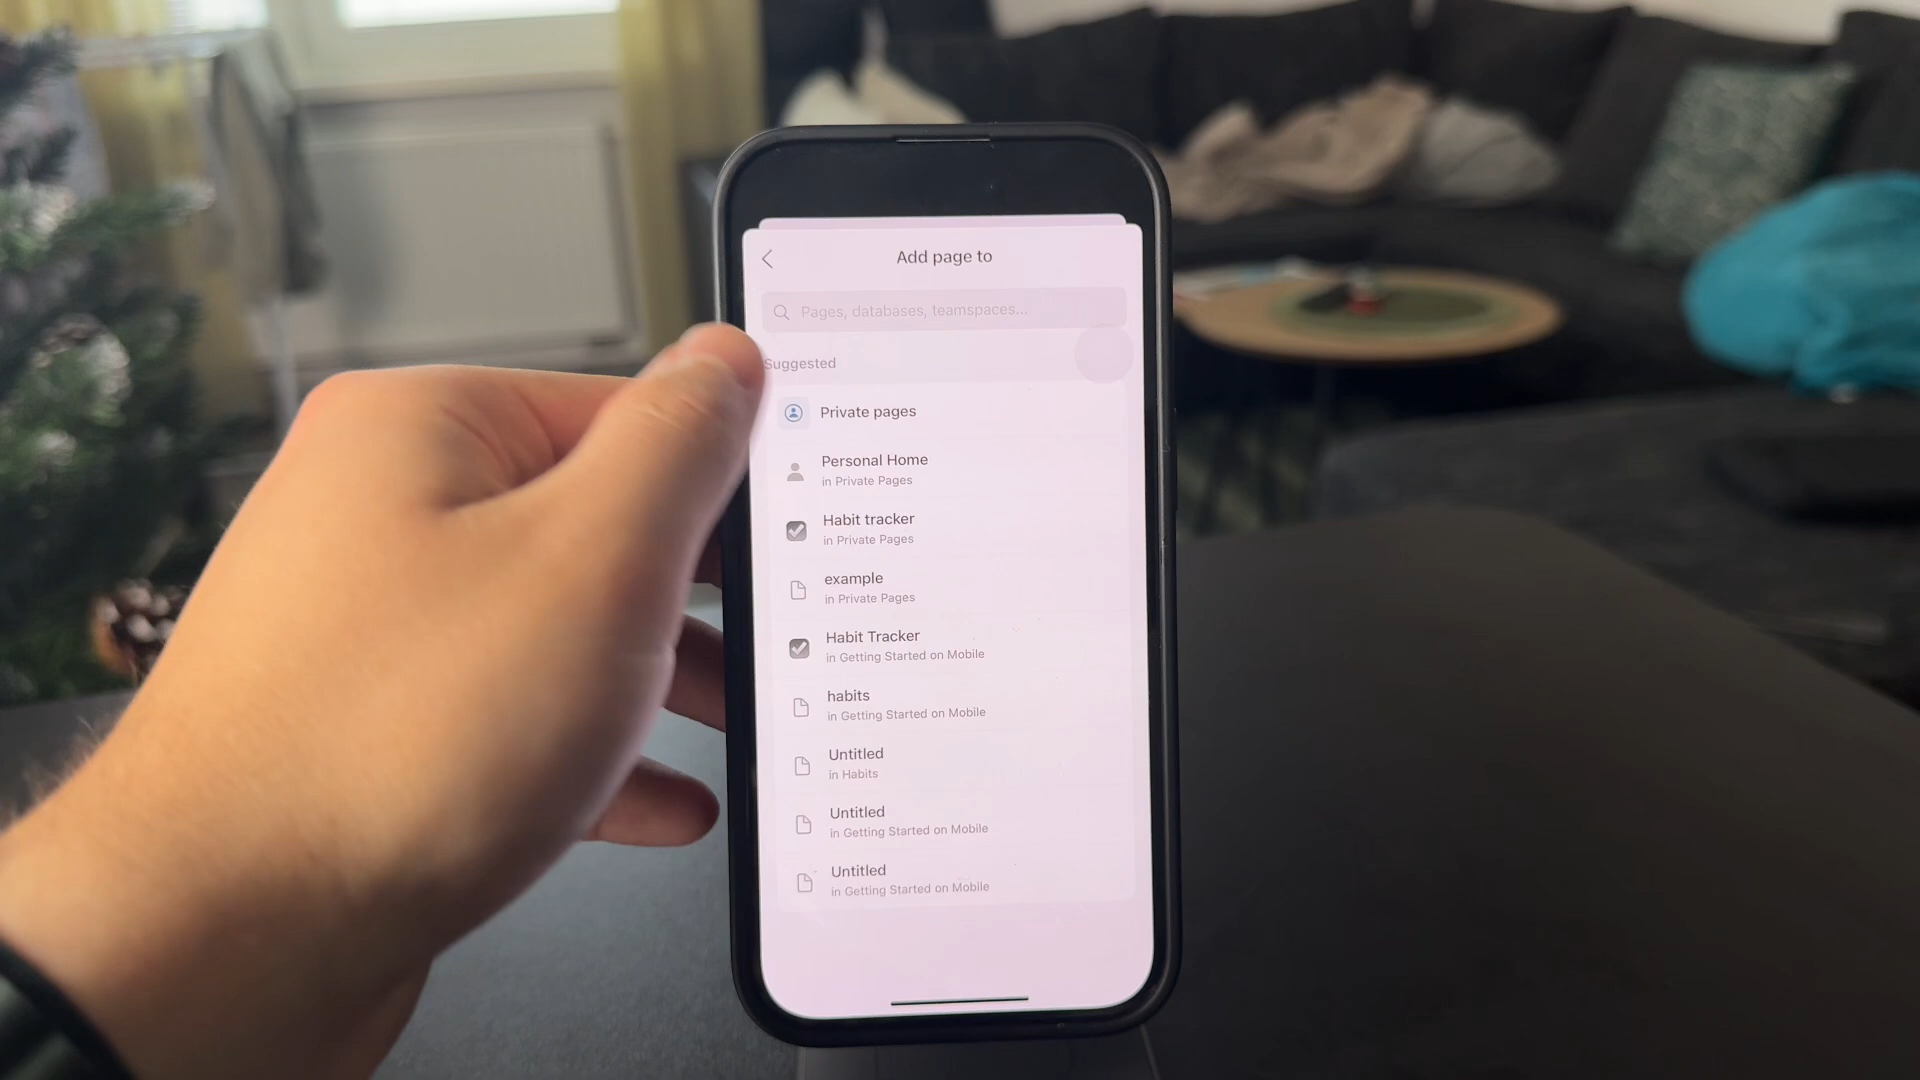 Add page to
Pages, databases, teamspaces...
Suggested
Private pages
Personal Home
in Private Pages
Habit tracker
in Private Pages
example
in Private Pages
Habit Tracker
in Getting Started on Mobile
habits
in Getting Started on Mobile
Untitled
in Habits
Untitled
in Getting Started on Mobile
Untitled
in Getting Started on Mobile